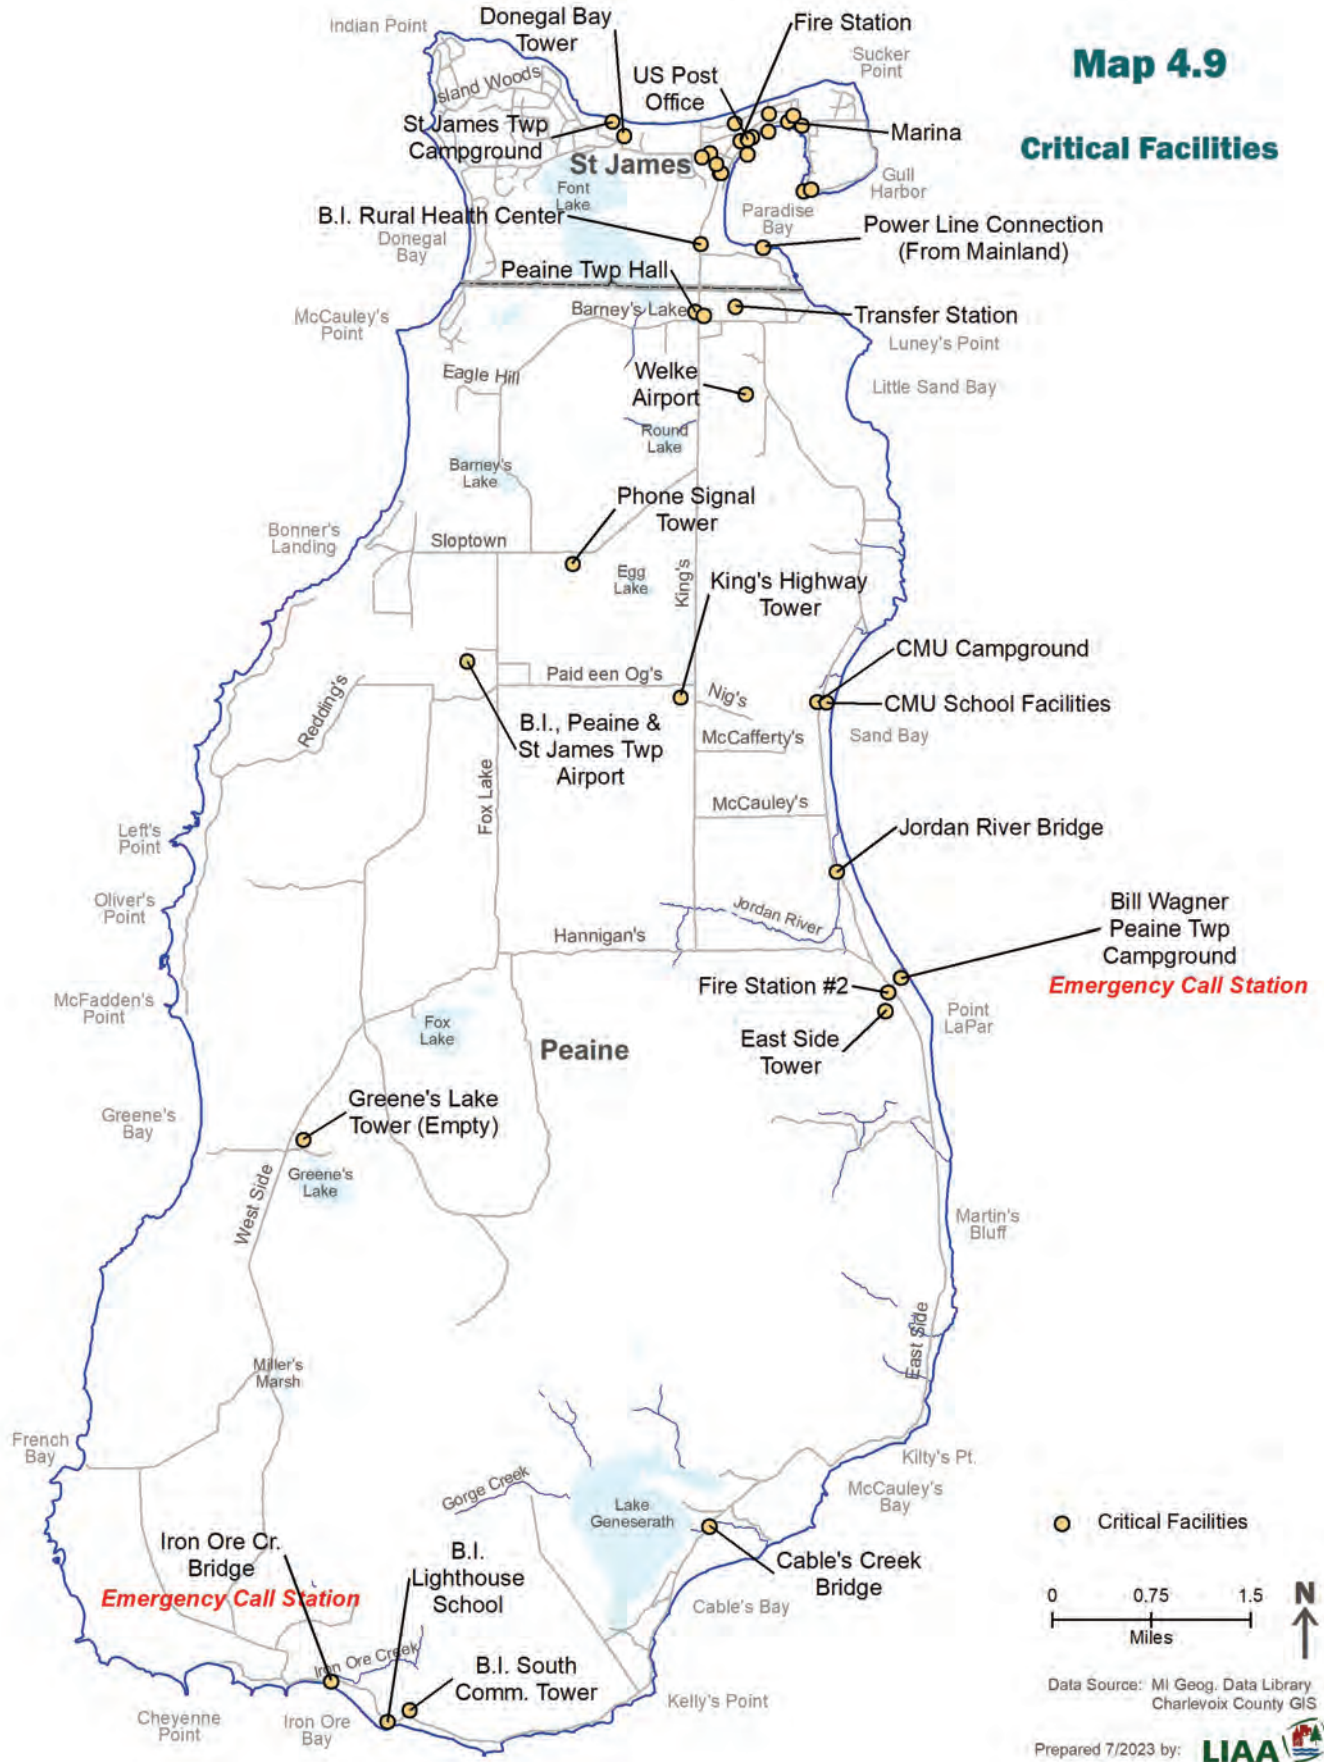 Map 4.9
Critical Facilities
Indian Point
Donegal Bay
Tower
Fire Station
Sucker
Point
Island Woods
US Post
Office
St James Twp
Campground
Marina
St James
Font
Lake
Gull
Harbor
B.I. Rural Health Center
Paradise
Bay
Donegal
Bay
Power Line Connection
(From Mainland)
Peaine Twp Hall
McCauley's
Point
Barney's Lake
Transfer Station
Luney's Point
Eagle Hill
Welke
Airport
Little Sand Bay
Round
Lake
Barney's
Lake
Phone Signal
Tower
Bonner's
Landing
Sloptown
Egg
Lake
King's
King's Highway
Tower
CMU Campground
Paid een Og's
Nig's
CMU School Facilities
Redding's
B.I., Peaine &
St James Twp
Airport
McCafferty's
Sand Bay
Fox Lake
McCauley's
Left's
Point
Jordan River Bridge
Oliver's
Point
Jordan River
Bill Wagner
Peaine Twp
Campground
Emergency Call Station
Hannigan's
Fire Station #2
McFadden's
Point
Point
LaPar
Fox
Lake
Peaine
East Side
Tower
Greene's
Bay
Greene's Lake
Tower (Empty)
Greene's
Lake
West Side
Martin's
Bluff
East Side
Miller's
Marsh
French
Bay
Kilty's Pt.
Gorge Creek
McCauley's
Bay
Lake
Geneserath
Critical Facilities
Iron Ore Cr.
Bridge
Emergency Call Station
B.I.
Lighthouse
School
Cable's Creek
Bridge
Cable's Bay
0 0.75 1.5
Miles
N
Iron Ore Creek
B.I. South
Comm. Tower
Kelly's Point
Cheyenne
Point
Iron Ore
Bay
Data Source: MI Geog. Data Library
Charlevoix County GIS
Prepared 7/2023 by: LIAA